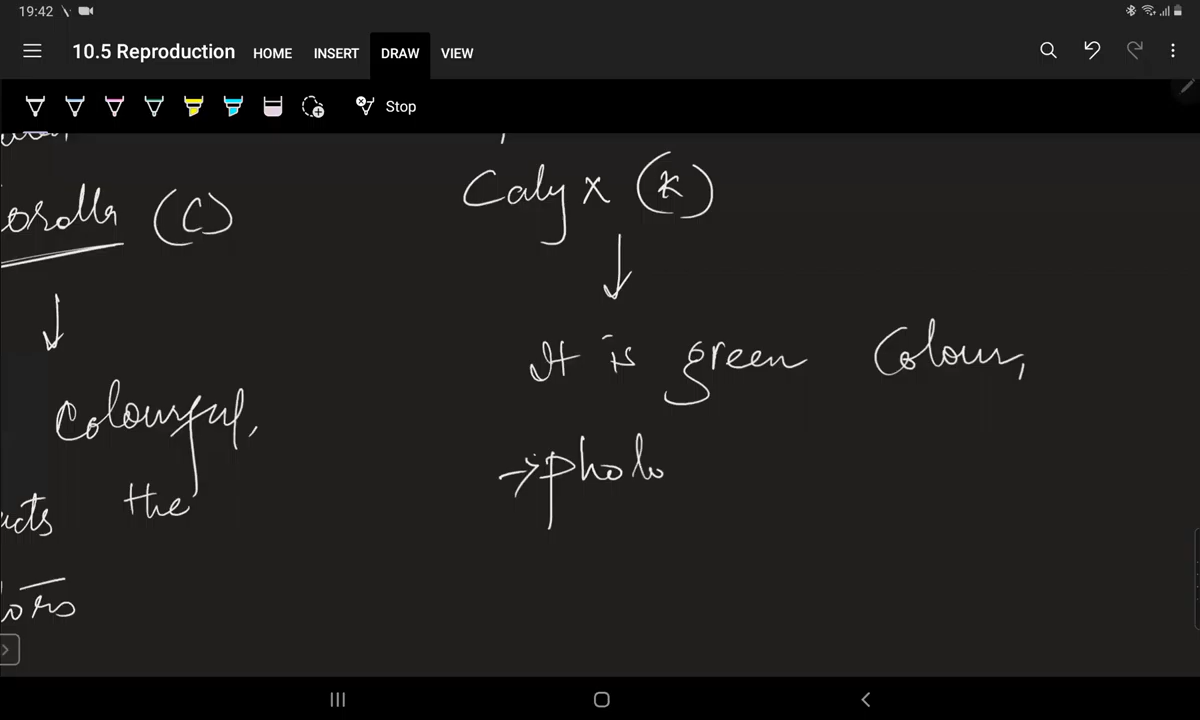 19:42
10.5 Reproduction HOME INSERT DRAW VIEW
Stop
orolla (C)
Calyx (K)
It is green Colour,
Colourful,
→ photo
ucts the